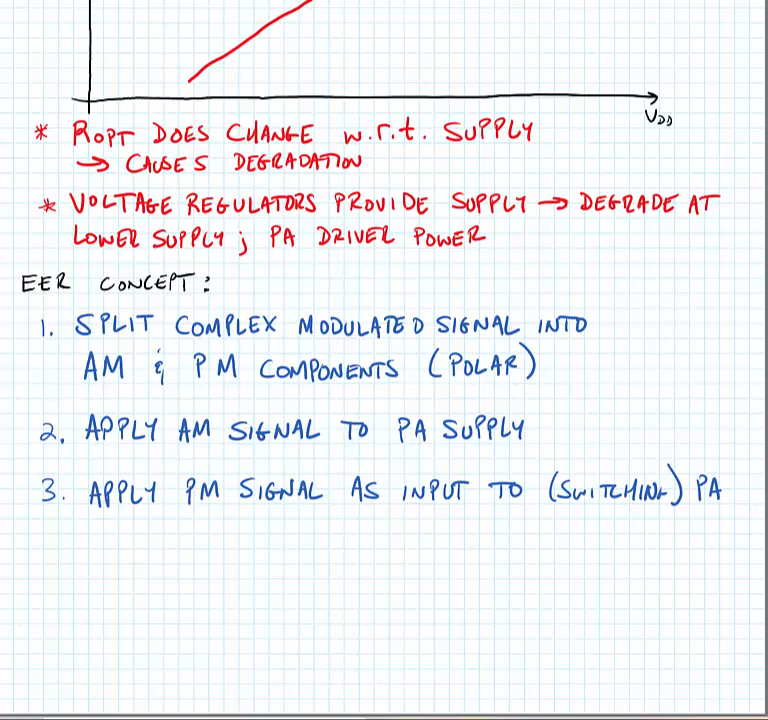 VDD
* ROPT DOES CHANGE w.r.t. SUPPLY
→ CAUSES DEGRADATION
* VOLTAGE REGULATORS PROVIDE SUPPLY → DEGRADE AT
LOWER SUPPLY ; PA DRIVER POWER
EER CONCEPT:
1. SPLIT COMPLEX MODULATED SIGNAL INTO
AM & PM COMPONENTS (POLAR)
2. APPLY AM SIGNAL TO PA SUPPLY
3. APPLY PM SIGNAL AS INPUT TO (SWITCHING) PA